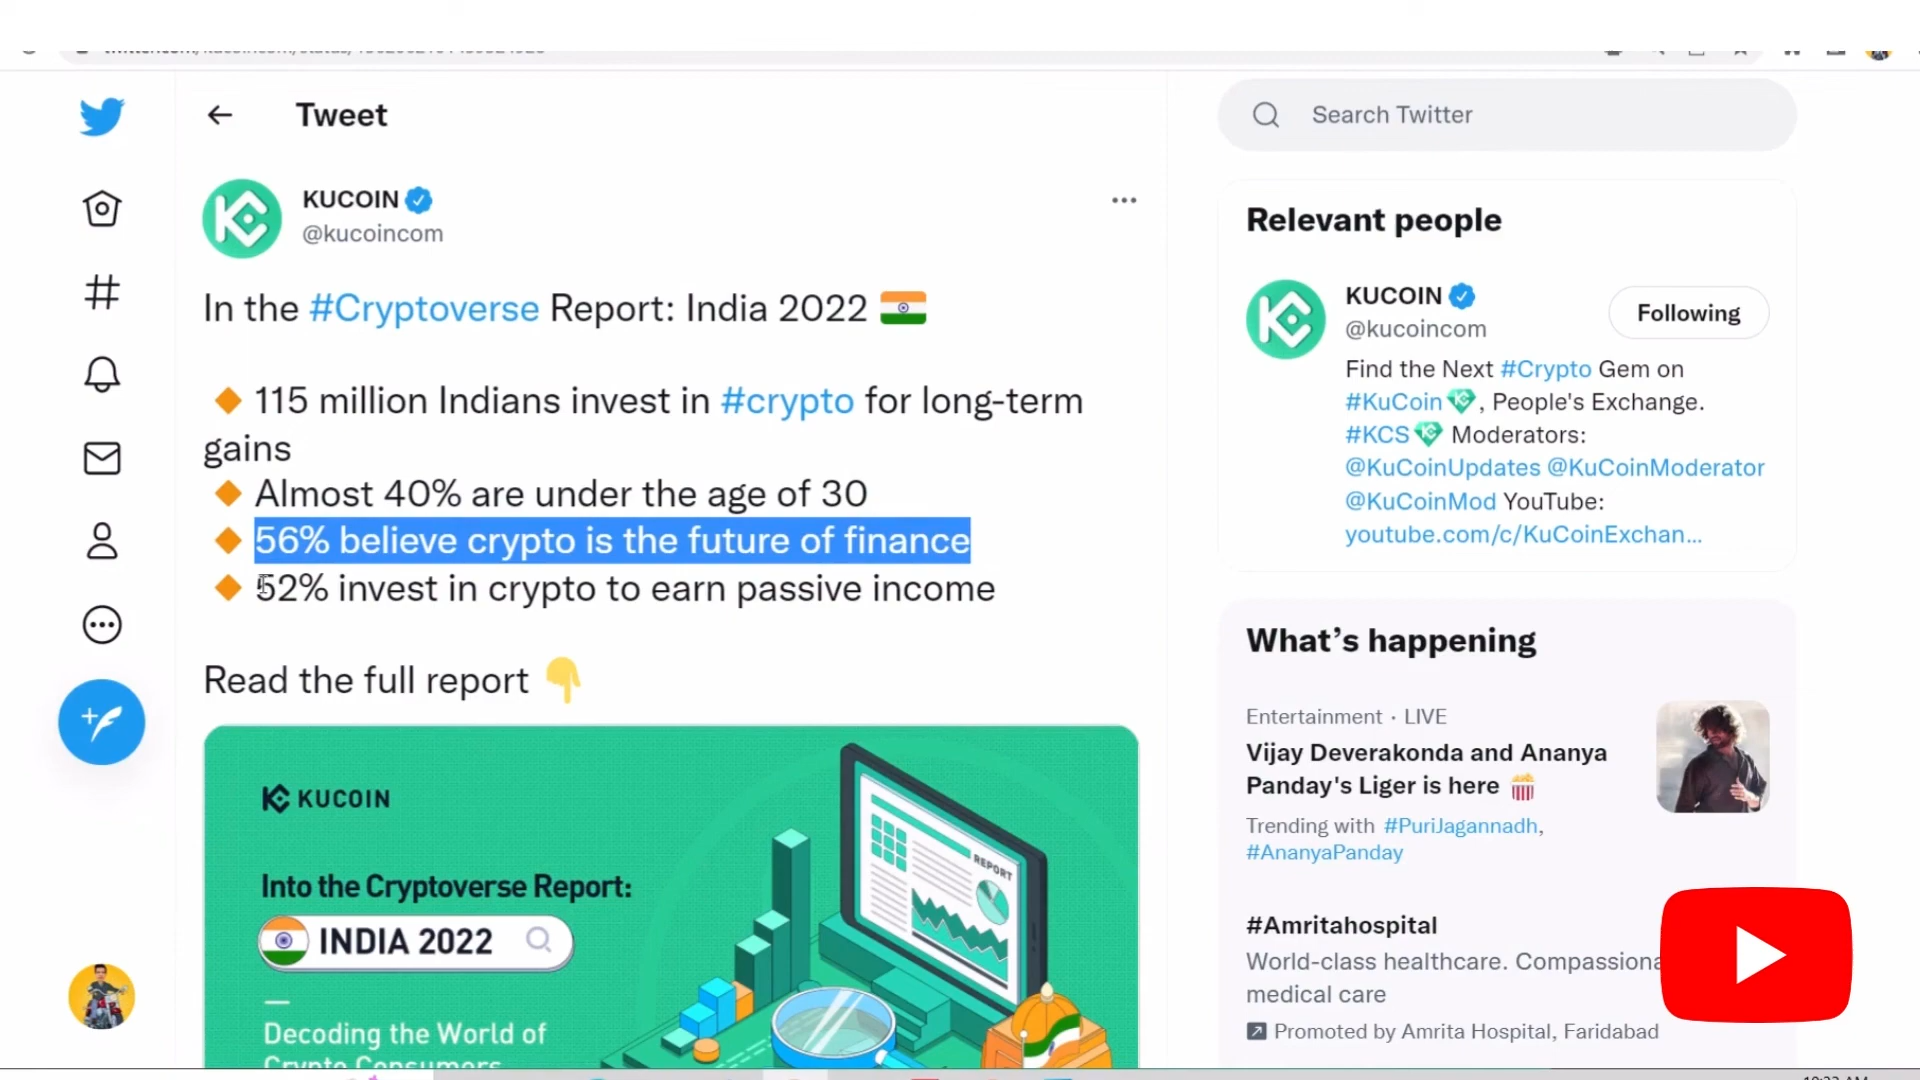 Tweet
Search Twitter
KUCOIN
@kucoincom
In the #Cryptoverse Report: India 2022
115 million Indians invest in #crypto for long-term
gains
Almost 40% are under the age of 30
56% believe crypto is the future of finance
52% invest in crypto to earn passive income
Read the full report
KUCOIN
Into the Cryptoverse Report:
INDIA 2022
Decoding the World of
Crypto Consumers
REPORT
Relevant people
KUCOIN
@kucoincom
Following
Find the Next #Crypto Gem on
#KuCoin, People's Exchange.
#KCS Moderators:
@KuCoinUpdates @KuCoinModerator
@KuCoinMod YouTube:
youtube.com/c/KuCoinExchan...
What's happening
Entertainment · LIVE
Vijay Deverakonda and Ananya
Panday's Liger is here
Trending with #PuriJagannadh,
#AnanyaPanday
#Amritahospital
World-class healthcare. Compassiona
medical care
Promoted by Amrita Hospital, Faridabad